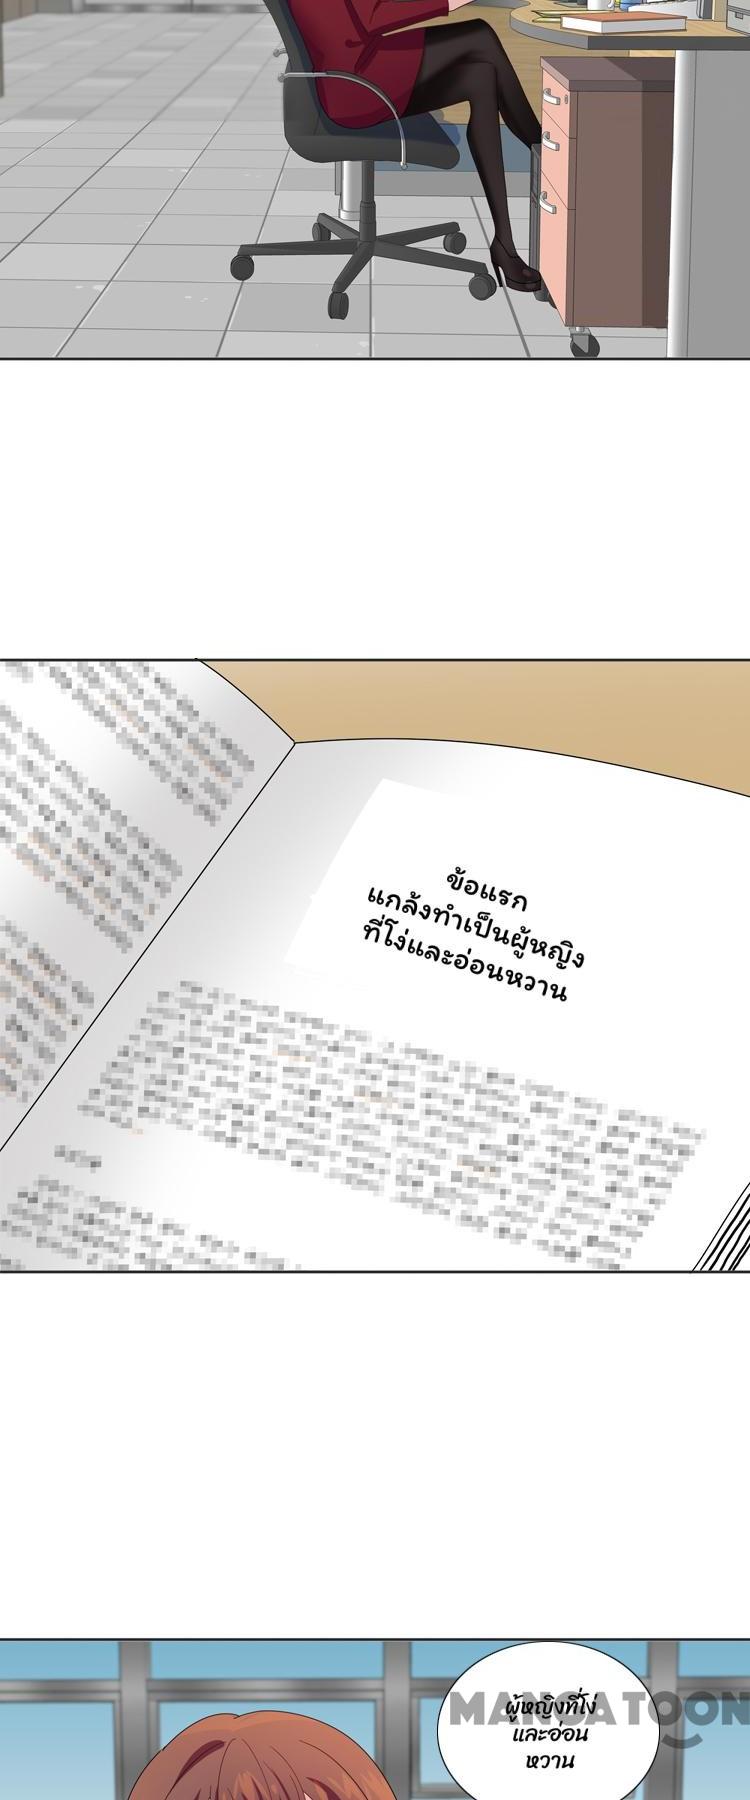 ข้อแรก
แกล้งทำเป็นผู้หญิง
ที่โง่และอ่อนหวาน
ผู้หญิงที่โง่
และอ่อน
หวาน
MANGA TOON